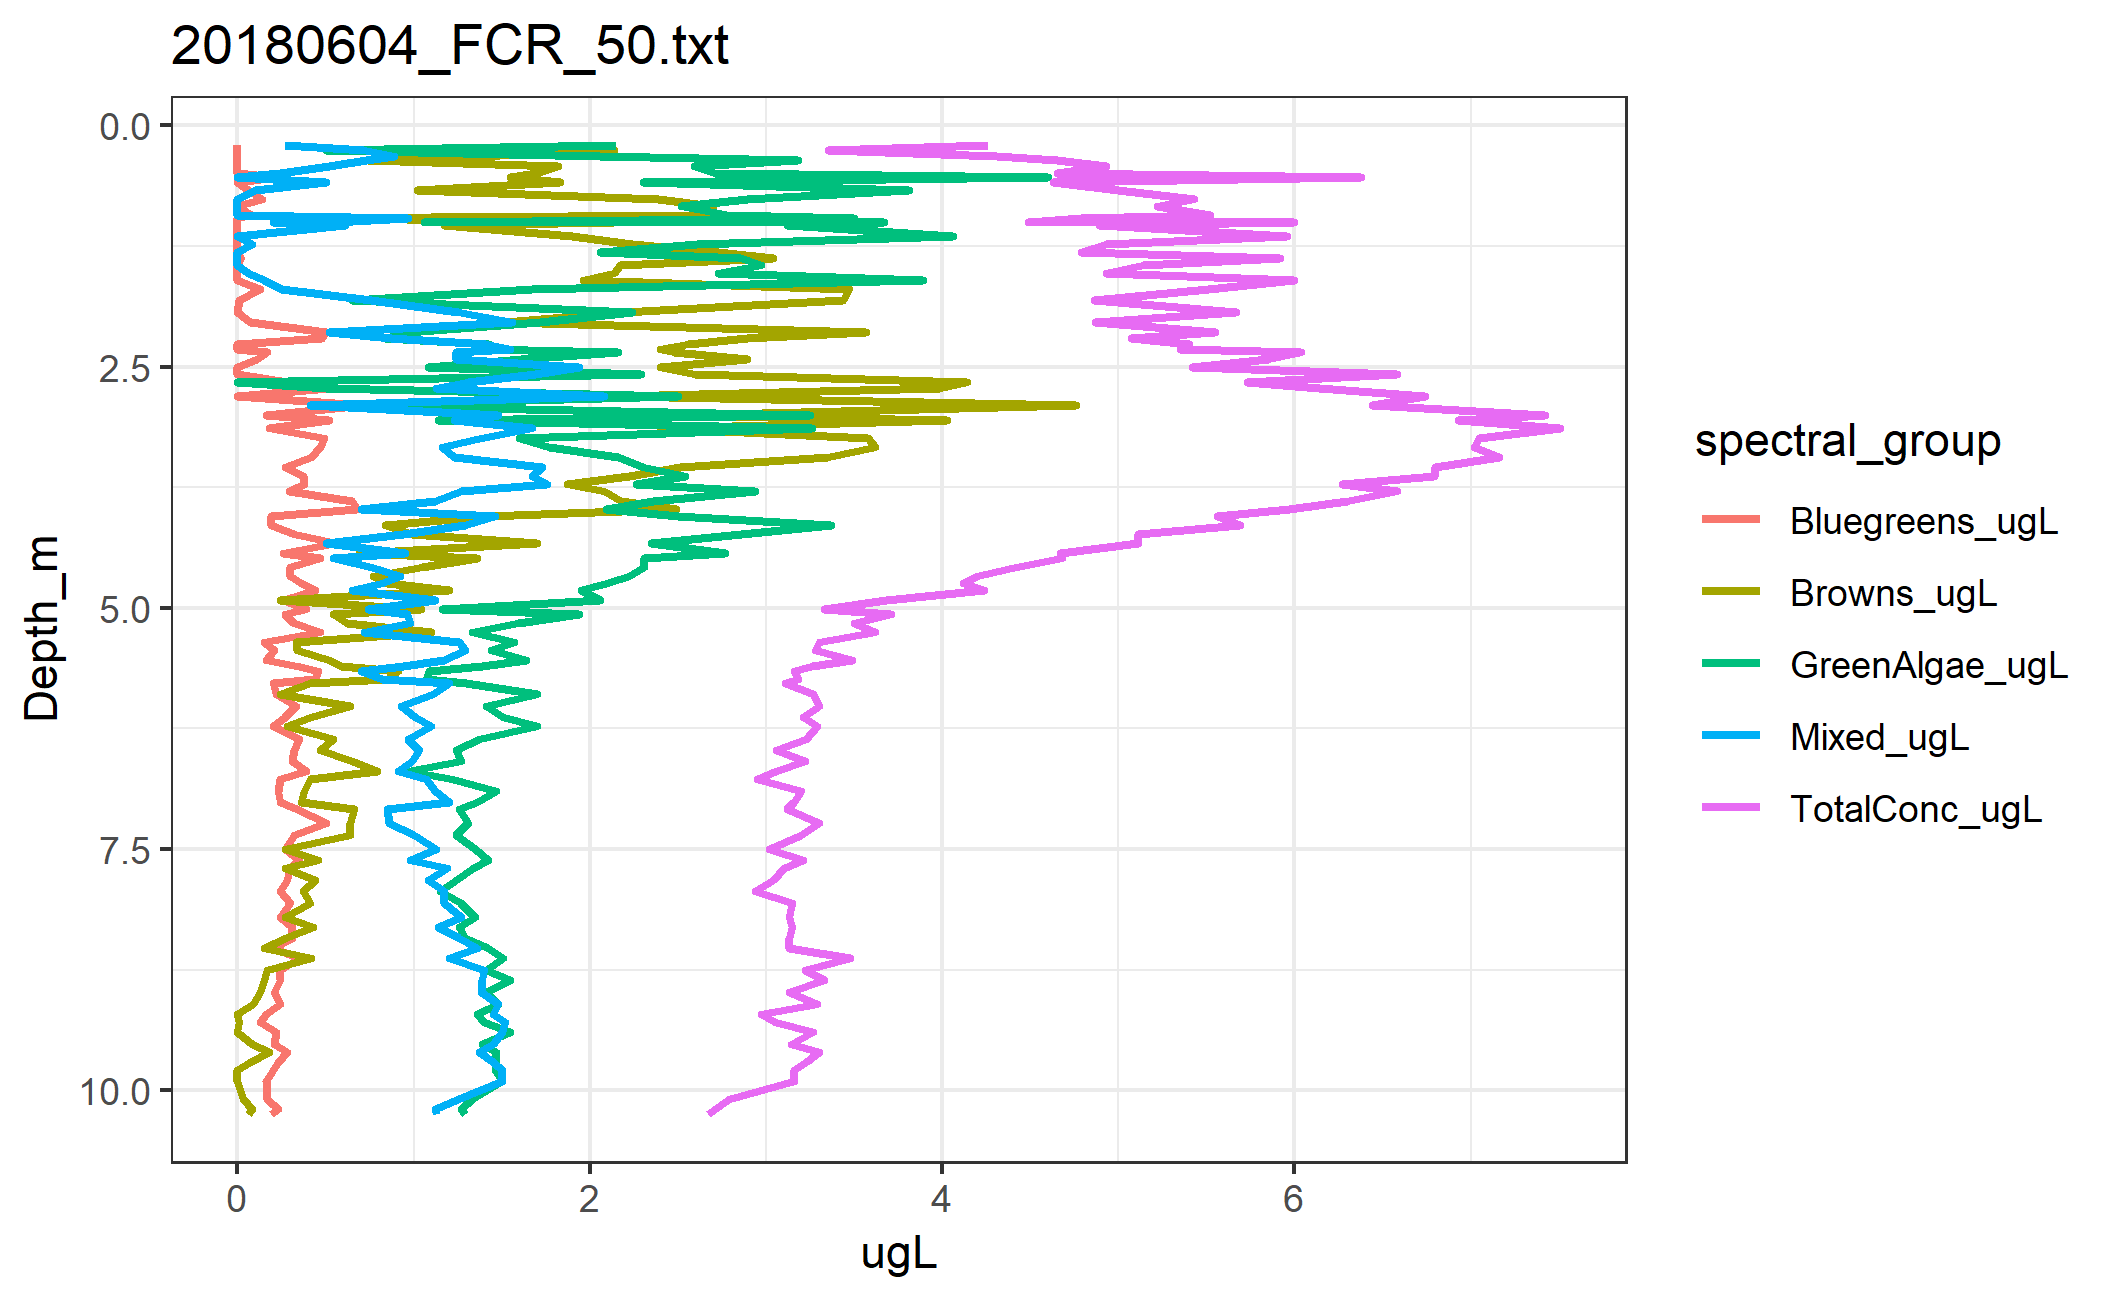 20180604_FCR_50.txt
0.0
2.5
5.0
7.5
10.0
Depth_m
0 2 4 6
ugL
spectral_group
Bluegreens_ugL
Browns_ugL
GreenAlgae_ugL
Mixed_ugL
TotalConc_ugL